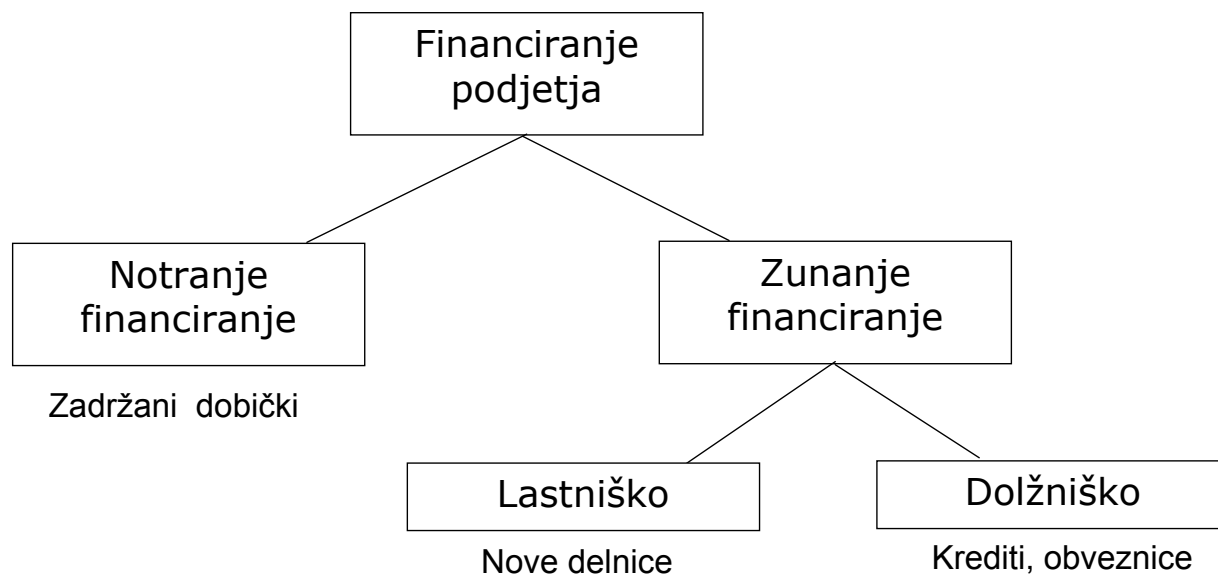 Financiranje
podjetja
Notranje
financiranje
Zunanje
financiranje
Zadržani dobički
Lastniško
Dolžniško
Nove delnice
Krediti, obveznice